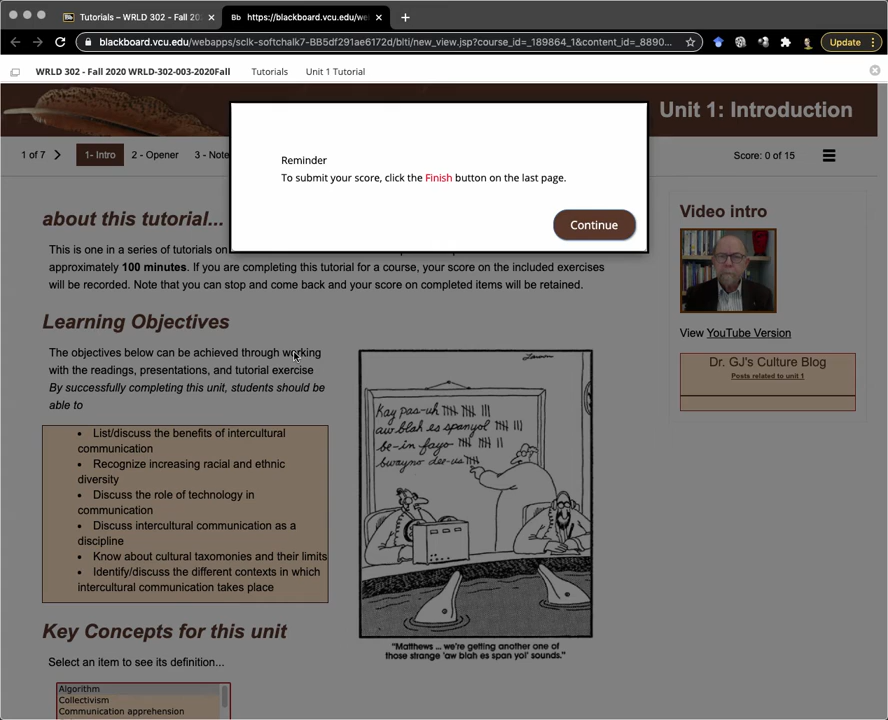 Tutorials – WRLD 302 - Fall 20
Bb https://blackboard.vcu.edu/we
blackboard.vcu.edu/webapps/sclk-softchalk7-BB5df291ae6172d/blti/new_view.jsp?course_id=_189864_1&content_id=_8890...
Update
WRLD 302 - Fall 2020 WRLD-302-003-2020Fall Tutorials Unit 1 Tutorial
Unit 1: Introduction
1 of 7 1- Intro 2 - Opener 3 - Note
Score: 0 of 15
Reminder
To submit your score, click the Finish button on the last page.
Continue
about this tutorial...
This is one in a series of tutorials on
approximately 100 minutes. If you are completing this tutorial for a course, your score on the included exercises
will be recorded. Note that you can stop and come back and your score on completed items will be retained.
Learning Objectives
The objectives below can be achieved through working
with the readings, presentations, and tutorial exercise
By successfully completing this unit, students should be
able to
• List/discuss the benefits of intercultural
communication
• Recognize increasing racial and ethnic
diversity
• Discuss the role of technology in
communication
• Discuss intercultural communication as a
discipline
• Know about cultural taxomonies and their limits
• Identify/discuss the different contexts in which
intercultural communication takes place
Key Concepts for this unit
Select an item to see its definition...
Algorithm
Collectivism
Communication apprehension
Larson
Kay pas-uh
aw blah es spanyol
be-in fayo
bwayno dee-us
"Matthews ... we're getting another one of
those strange 'aw blah es span yol' sounds."
Video intro
View YouTube Version
Dr. GJ's Culture Blog
Posts related to unit 1